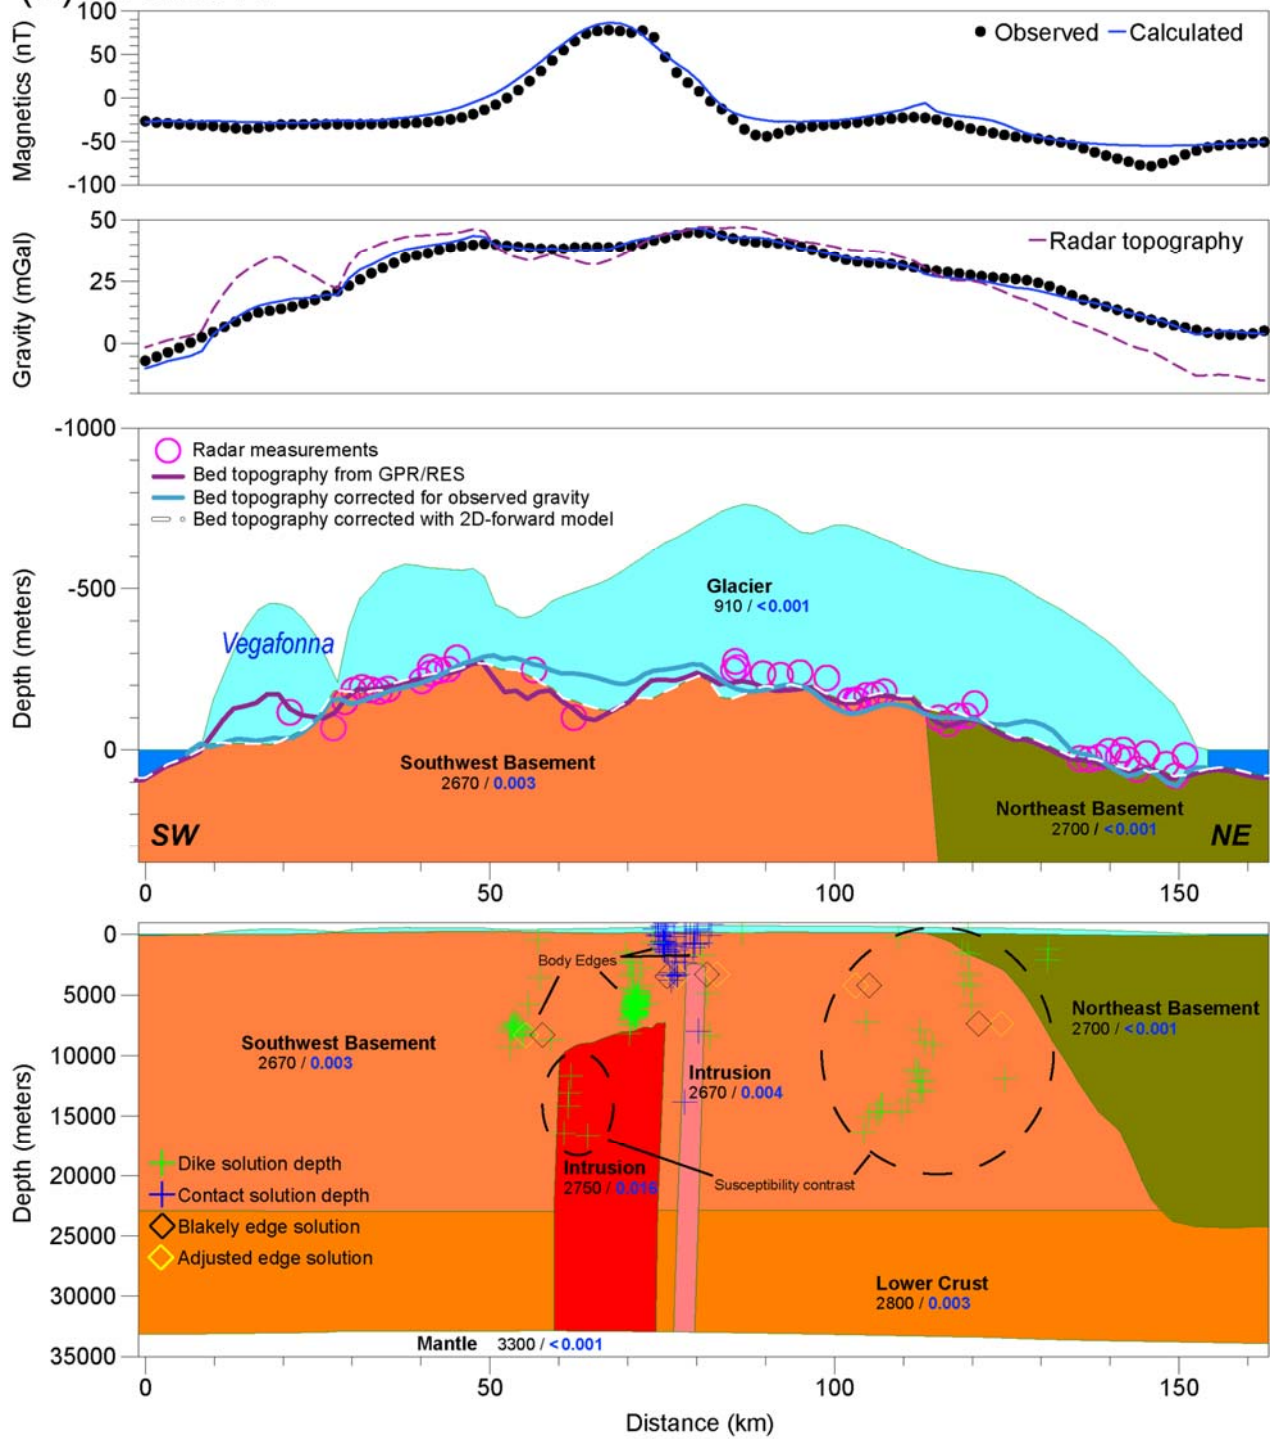 100
50
0
-50
-100
Magnetics (nT)
Observed
Calculated
50
25
0
Gravity (mGal)
Radar topography
-1000
-500
0
Depth (meters)
Radar measurements
Bed topography from GPR/RES
Bed topography corrected for observed gravity
Bed topography corrected with 2D-forward model
Glacier
910 / <0.001
Vegafonna
Southwest Basement
2670 / 0.003
Northeast Basement
2700 / <0.001
SW
NE
0 50 100 150
0
5000
10000
15000
20000
25000
30000
35000
Depth (meters)
Body Edges
Southwest Basement
2670 / 0.003
Northeast Basement
2700 / <0.001
Intrusion
2670 / 0.004
Intrusion
2750 / 0.016
Susceptibility contrast
Dike solution depth
Contact solution depth
Blakely edge solution
Adjusted edge solution
Lower Crust
2800 / 0.003
Mantle 3300 / <0.001
0 50 100 150
Distance (km)